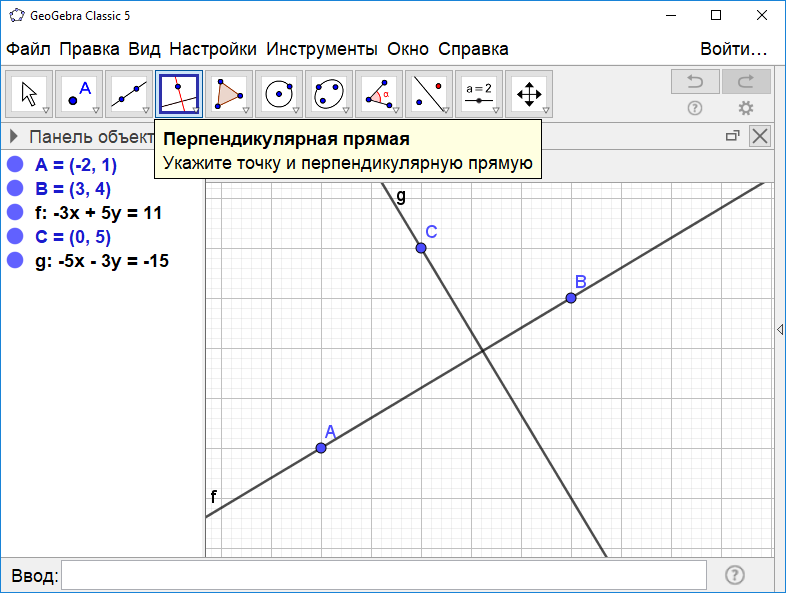 GeoGebra Classic 5
Файл Правка Вид Настройки Инструменты Окно Справка Войти…
A α a = 2
Панель объект
Перпендикулярная прямая
Укажите точку и перпендикулярную прямую
A = (-2, 1)
B = (3, 4)
f: -3x + 5y = 11
C = (0, 5)
g: -5x - 3y = -15
g
C
B
A
f
Ввод: